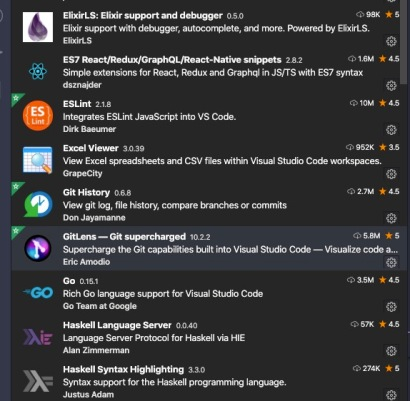 ElixirLS: Elixir support and debugger 0.5.0 98K 5
Elixir support with debugger, autocomplete, and more. Powered by ElixirLS.
ElixirLS
ES7 React/Redux/GraphQL/React-Native snippets 2.8.2 1.6M 4.5
Simple extensions for React, Redux and Graphql in JS/TS with ES7 syntax
dsznajder
ES
Lint
ESLint 2.1.8 10M 4.5
Integrates ESLint JavaScript into VS Code.
Dirk Baeumer
Excel Viewer 3.0.39 952K 3.5
View Excel spreadsheets and CSV files within Visual Studio Code workspaces.
GrapeCity
Git History 0.6.8 2.7M 4.5
View git log, file history, compare branches or commits
Don Jayamanne
GitLens — Git supercharged 10.2.2 5.8M 5
Supercharge the Git capabilities built into Visual Studio Code — Visualize code a...
Eric Amodio
GO
Go 0.15.1 3.5M 4.5
Rich Go language support for Visual Studio Code
Go Team at Google
Haskell Language Server 0.0.40 57K 4.5
Language Server Protocol for Haskell via HIE
Alan Zimmerman
Haskell Syntax Highlighting 3.3.0 274K 5
Syntax support for the Haskell programming language.
Justus Adam